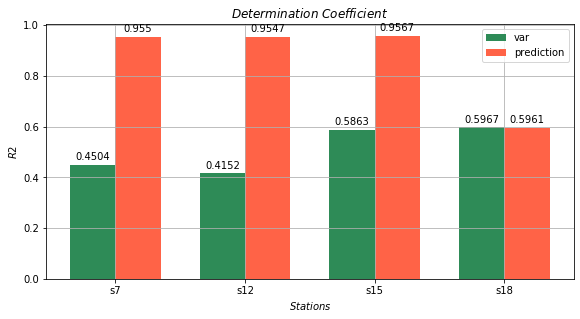 Determination Coefficient
var
prediction
R2
1.0
0.8
0.6
0.4
0.2
0.0
0.4504
0.955
0.4152
0.9547
0.5863
0.9567
0.5967
0.5961
s7
s12
s15
s18
Stations